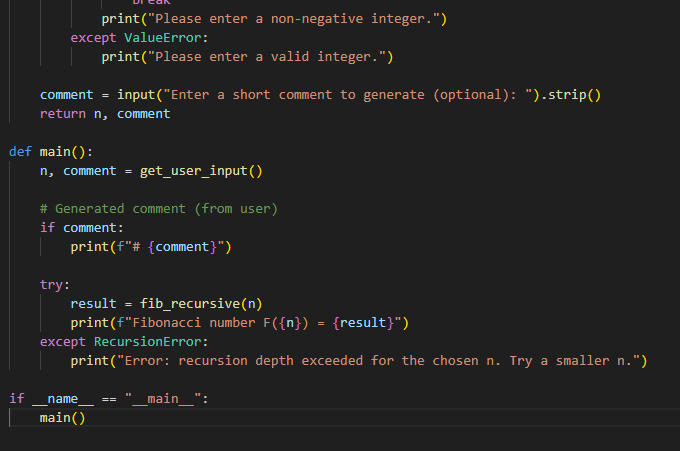 break
print("Please enter a non-negative integer.")
except ValueError:
print("Please enter a valid integer.")
comment = input("Enter a short comment to generate (optional): ").strip()
return n, comment
def main():
n, comment = get_user_input()
# Generated comment (from user)
if comment:
print(f"# {comment}")
try:
result = fib_recursive(n)
print(f"Fibonacci number F({n}) = {result}")
except RecursionError:
print("Error: recursion depth exceeded for the chosen n. Try a smaller n.")
if __name__ == "__main__":
main()